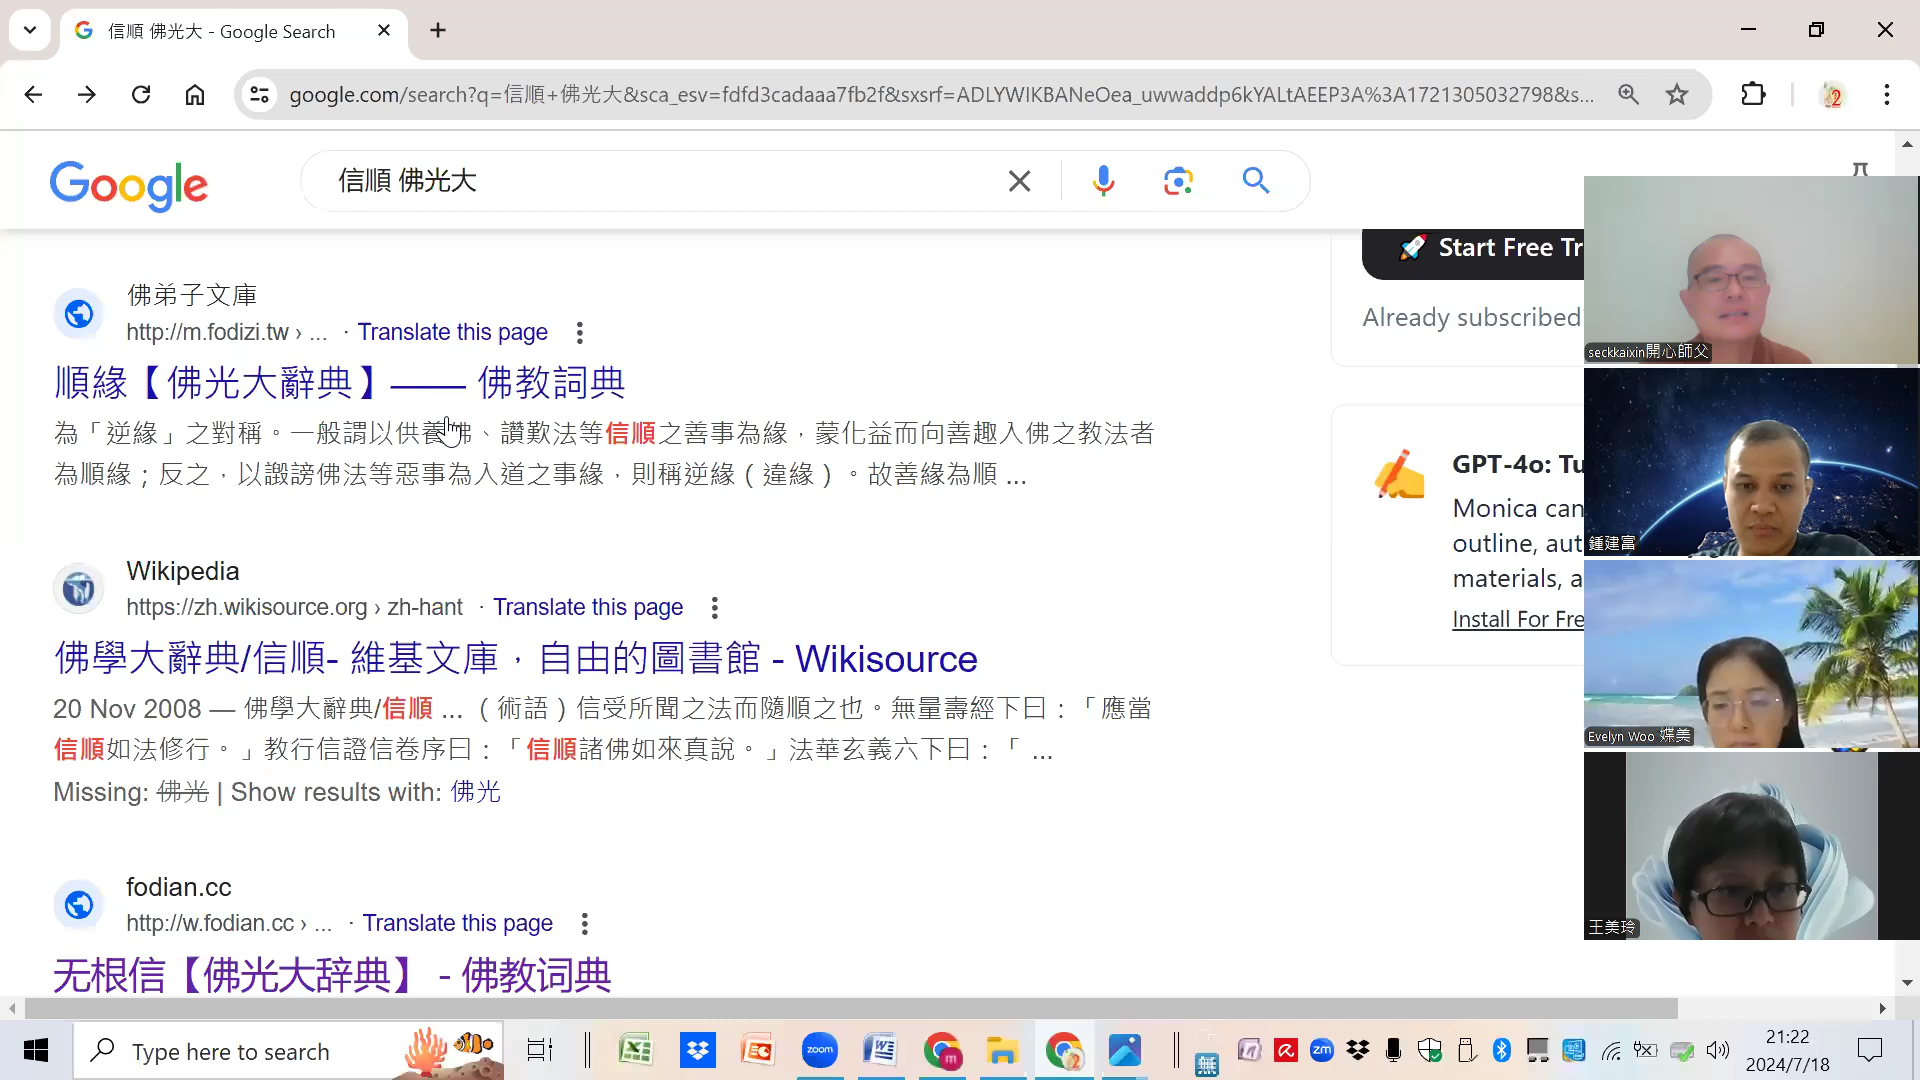 信順 佛光大 - Google Search
google.com/search?q=信順+佛光大&sca_esv=fdfd3cadaaa7fb2f&sxsrf=ADLYWIKBANeOea_uwwaddp6kYALtAEEP3A%3A1721305032798&s...
Google
信順 佛光大
Start Free Tr
Already subscribed
佛弟子文庫
http://m.fodizi.tw › ... · Translate this page
順緣【佛光大辭典】—— 佛教詞典
為「逆緣」之對稱。一般謂以供養佛、讚歎法等信順之善事為緣，蒙化益而向善趣入佛之教法者
為順緣；反之，以譭謗佛法等惡事為入道之事緣，則稱逆緣（違緣）。故善緣為順 ...
GPT-4o: Tu
Monica can
outline, aut
materials, a
Install For Fre
Wikipedia
https://zh.wikisource.org › zh-hant · Translate this page
佛學大辭典/信順- 維基文庫，自由的圖書館 - Wikisource
20 Nov 2008 — 佛學大辭典/信順 ... （術語）信受所聞之法而隨順之也。無量壽經下曰：「應當
信順如法修行。」教行信證信卷序曰：「信順諸佛如來真說。」法華玄義六下曰：「 ...
Missing: 佛光 | Show results with: 佛光
fodian.cc
http://w.fodian.cc › ... · Translate this page
无根信【佛光大辞典】 - 佛教词典
seckkaixin開心師父
鍾建富
Evelyn Woo 媟美
王美玲
Type here to search
zoom
zm
無
21:22
2024/7/18